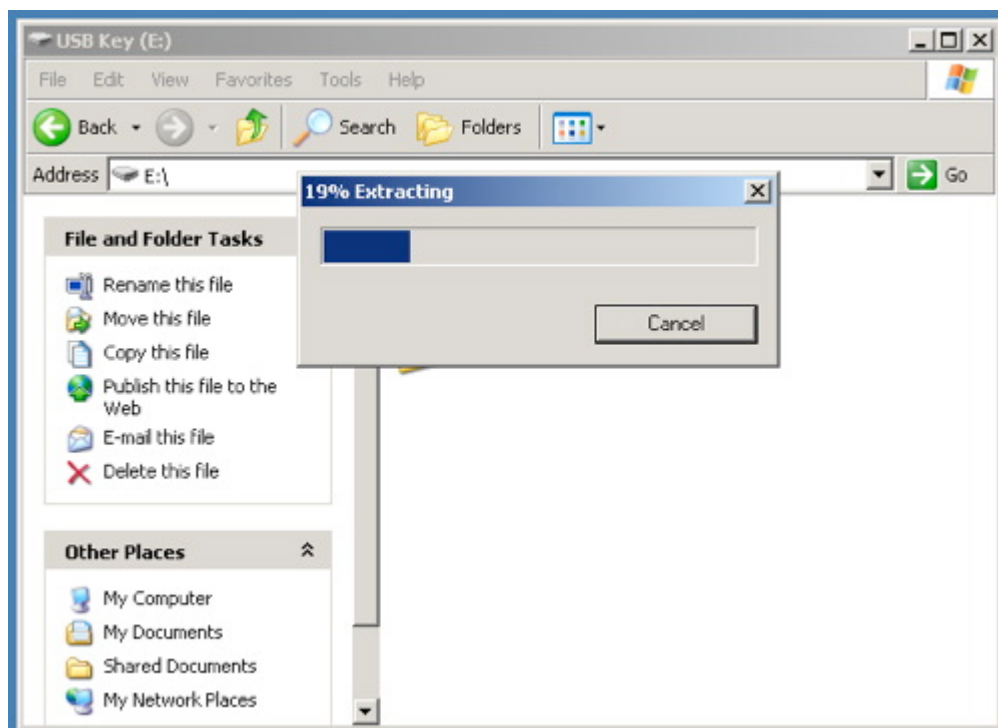 USB Key (E:)
File Edit View Favorites Tools Help
Back Search Folders
Address E:\ Go
19% Extracting
Cancel
File and Folder Tasks
Rename this file
Move this file
Copy this file
Publish this file to the
Web
E-mail this file
Delete this file
Other Places
My Computer
My Documents
Shared Documents
My Network Places